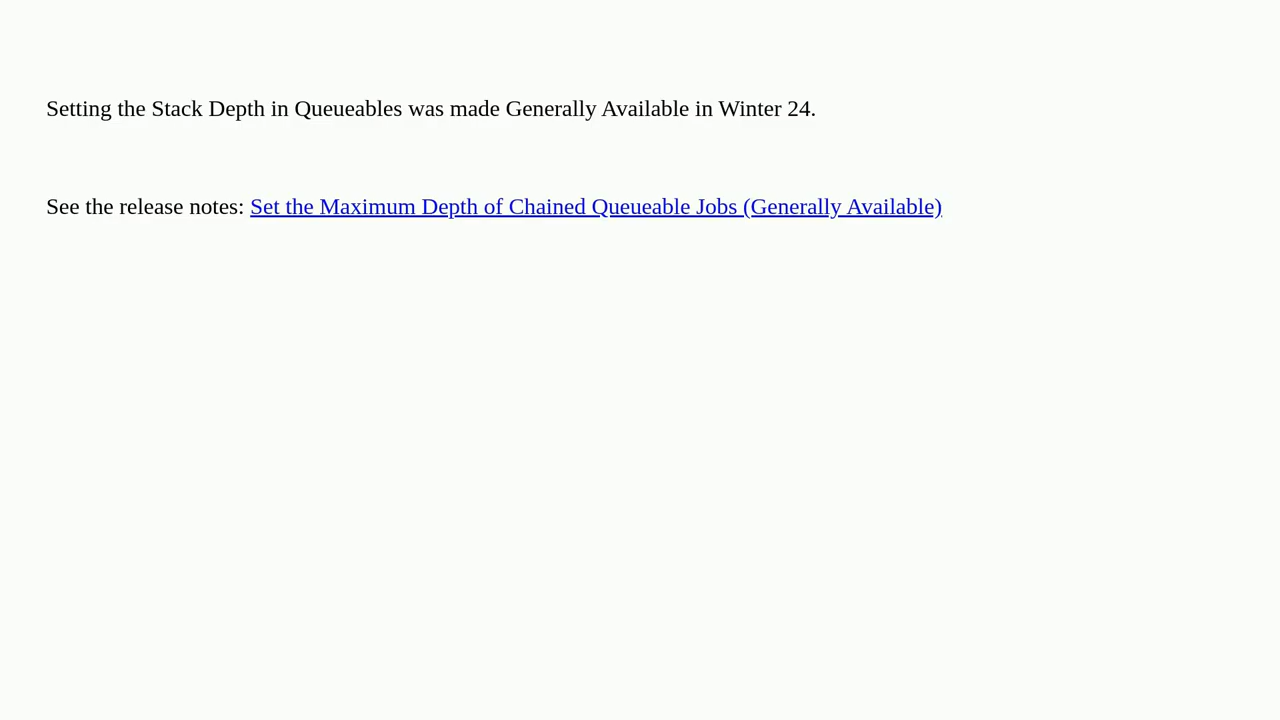 Setting the Stack Depth in Queueables was made Generally Available in Winter 24.
See the release notes: Set the Maximum Depth of Chained Queueable Jobs (Generally Available)